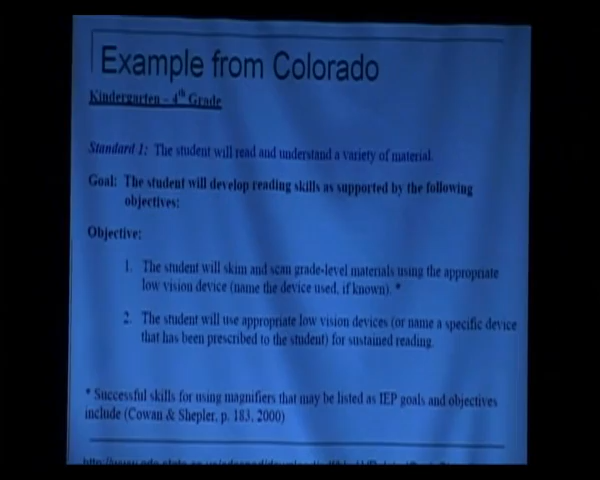 Example from Colorado
Kindergarten - 4th Grade
Standard 1: The student will read and understand a variety of material.
Goal: The student will develop reading skills as supported by the following
objectives:
Objective:
1. The student will skim and scan grade-level materials using the appropriate
low vision device (name the device used, if known). *
2. The student will use appropriate low vision devices (or name a specific device
that has been prescribed to the student) for sustained reading.
* Successful skills for using magnifiers that may be listed as IEP goals and objectives
include (Cowan & Shepler, p. 183, 2000)